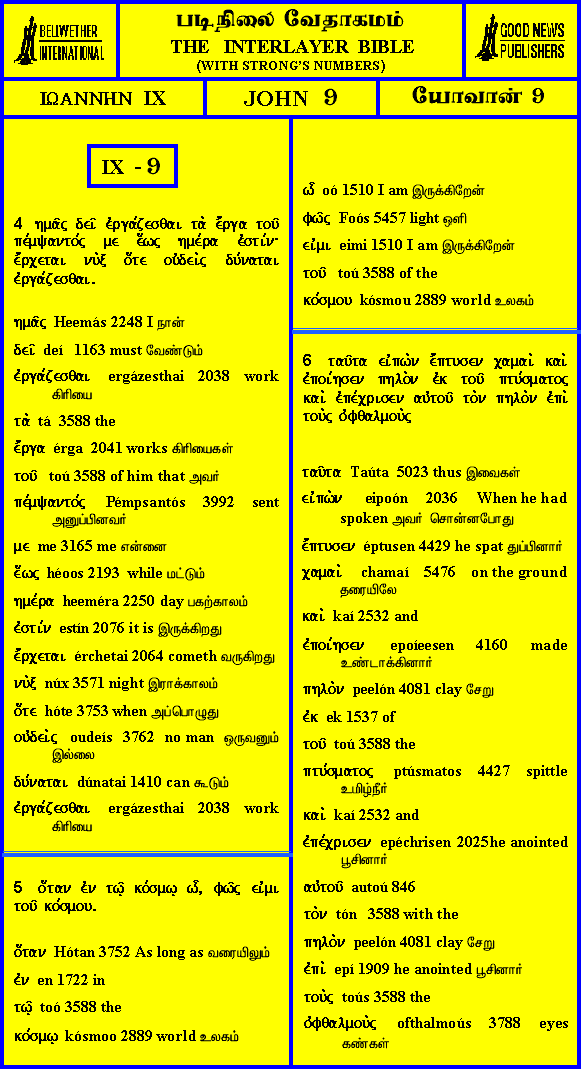 BELIWETHER
INTERNATIONAL
படிநிலை வேதாகமம்
THE INTERLAYER BIBLE
(WITH STRONG'S NUMBERS)
GOOD NEWS
PUBLISHERS
ΙΩΑΝΝΗΝ IX
JOHN 9
யோவான் 9
IX - 9
4 ημᾶς δεῖ ἐργάζεσθαι τὰ ἔργα τοῦ
πέμψαντός με ἕως ημέρα ἐστίν·
ἔρχεται νὺξ ὅτε οὐδεὶς δύναται
ἐργάζεσθαι.
ημᾶς Heemás 2248 I நான்
δεῖ deí 1163 must வேண்டும்
ἐργάζεσθαι ergázesthai 2038 work
கிரியை
τὰ tá 3588 the
ἔργα érga 2041 works கிரியைகள்
τοῦ toú 3588 of him that அவர்
πέμψαντός Pémpsantós 3992 sent
அனுப்பினவர்
με me 3165 me என்னை
ἕως héoos 2193 while மட்டும்
ημέρα heeméra 2250 day பகற்காலம்
ἐστίν estín 2076 it is இருக்கிறது
ἔρχεται érchetai 2064 cometh வருகிறது
νὺξ núx 3571 night இராக்காலம்
ὅτε hóte 3753 when அப்பொழுது
οὐδεὶς oudeís 3762 no man ஒருவனும்
இல்லை
δύναται dúnatai 1410 can கூடும்
ἐργάζεσθαι ergázesthai 2038 work
கிரியை
5 ὅταν ἐν τῷ κόσμῳ ὦ, φῶς εἰμι
τοῦ κόσμου.
ὅταν Hótan 3752 As long as வரையிலும்
ἐν en 1722 in
τῷ toó 3588 the
κόσμῳ kósmoo 2889 world உலகம்
ὦ oó 1510 I am இருக்கிறேன்
φῶς Foós 5457 light ஒளி
εἰμι eimi 1510 I am இருக்கிறேன்
τοῦ toú 3588 of the
κόσμου kósmou 2889 world உலகம்
6 ταῦτα εἰπὼν ἔπτυσεν χαμαὶ καὶ
ἐποίησεν πηλὸν ἐκ τοῦ πτύσματος
καὶ ἐπέχρισεν αὐτοῦ τὸν πηλὸν ἐπὶ
τοὺς ὀφθαλμοὺς
ταῦτα Taúta 5023 thus இவைகள்
εἰπὼν eipoón 2036 When he had
spoken அவர் சொன்னபோது
ἔπτυσεν éptusen 4429 he spat துப்பினார்
χαμαὶ chamaí 5476 on the ground
தரையிலே
καὶ kaí 2532 and
ἐποίησεν epoíeesen 4160 made
உண்டாக்கினார்
πηλὸν peelón 4081 clay சேறு
ἐκ ek 1537 of
τοῦ toú 3588 the
πτύσματος ptúsmatos 4427 spittle
உமிழ்நீர்
καὶ kaí 2532 and
ἐπέχρισεν epéchrisen 2025he anointed
பூசினார்
αὐτοῦ autoú 846
τὸν tón 3588 with the
πηλὸν peelón 4081 clay சேறு
ἐπὶ epí 1909 he anointed பூசினார்
τοὺς toús 3588 the
ὀφθαλμοὺς ofthalmoús 3788 eyes
கண்கள்